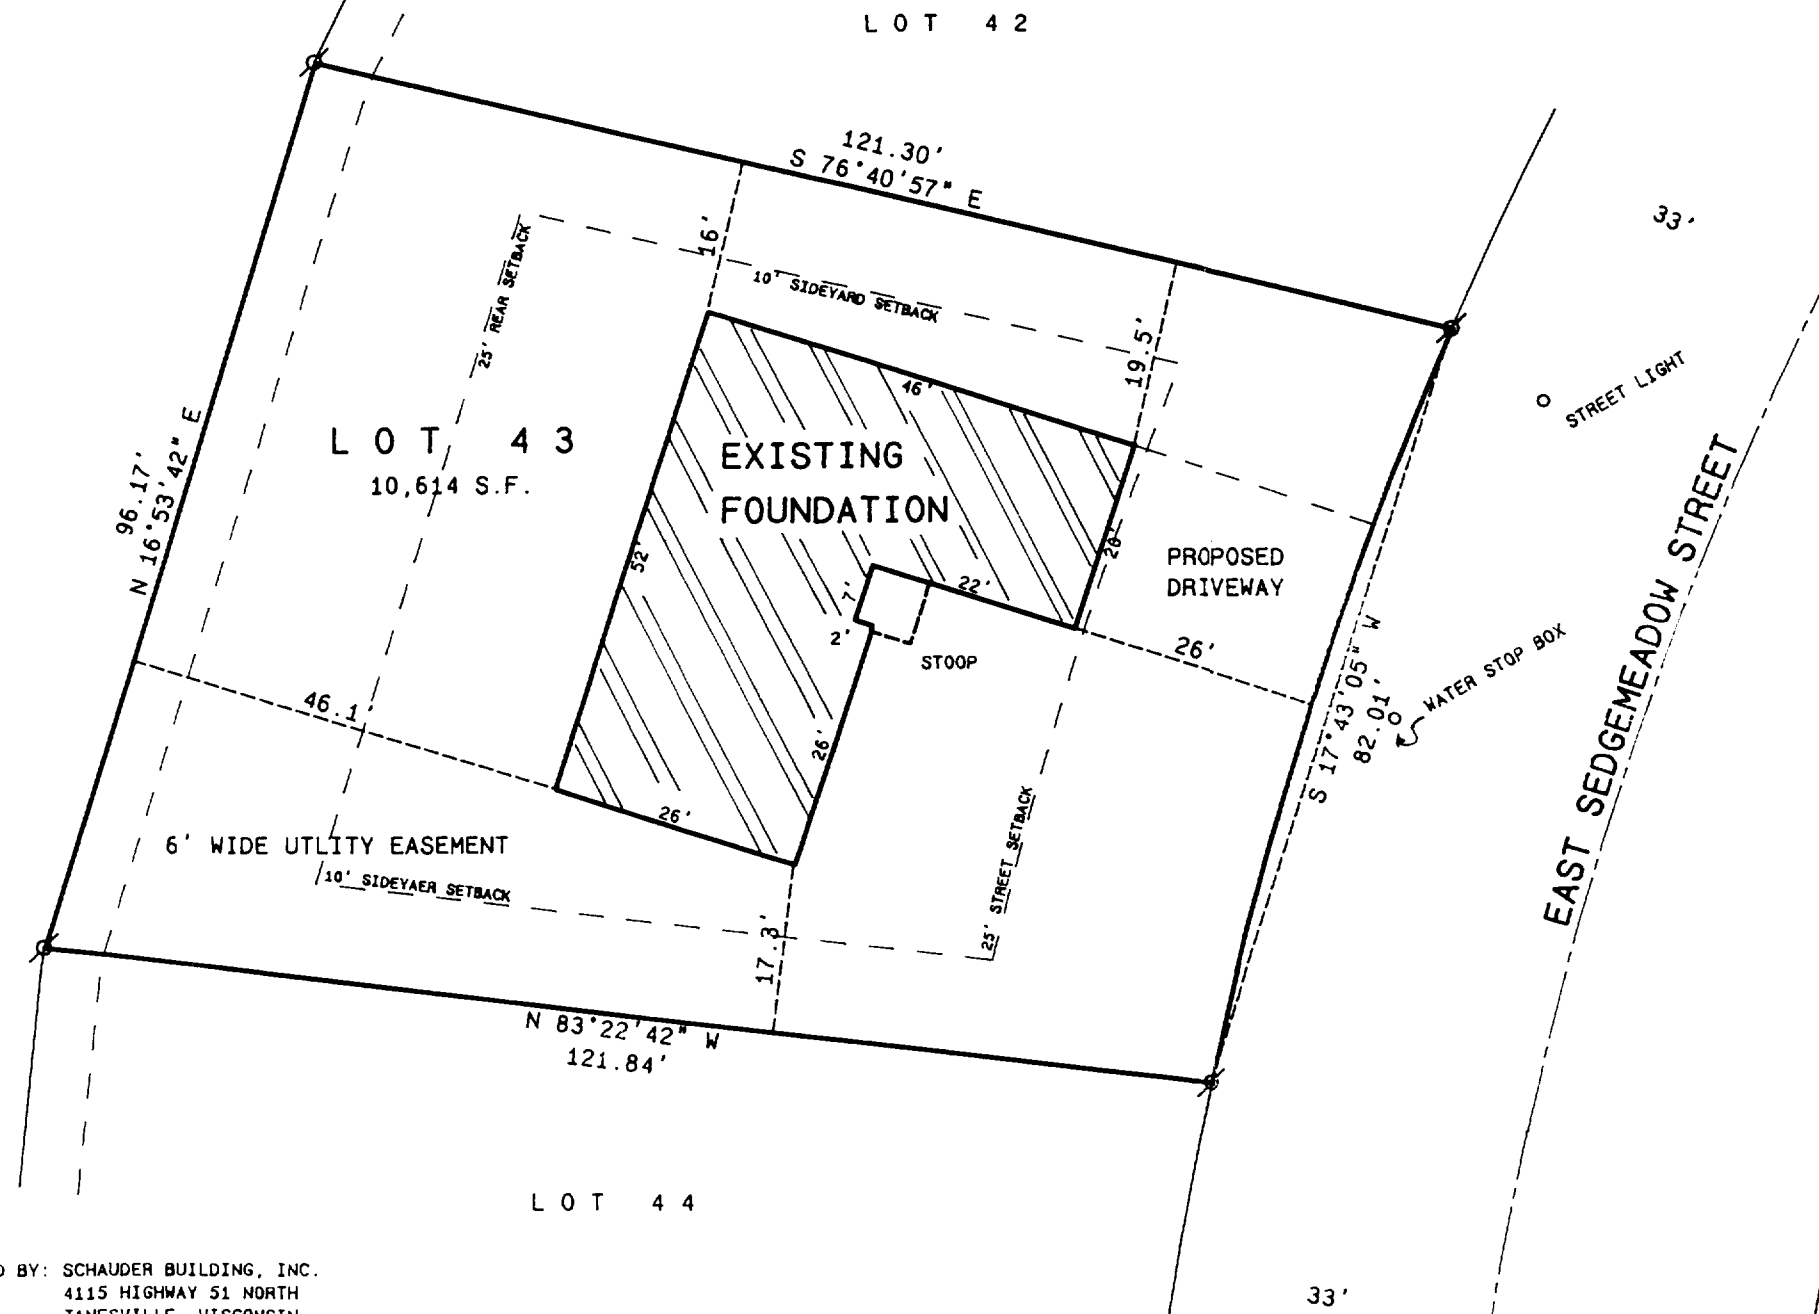 LOT 42
121.30'
S 76°40'57" E
33'
16'
10' SIDEYARD SETBACK
25' REAR SETBACK
19.5'
STREET LIGHT
46'
LOT 43
10,614 S.F.
EXISTING
FOUNDATION
96.17'
N 16°53'42" E
52'
20'
PROPOSED
DRIVEWAY
22'
7'
2'
STOOP
26'
S 17°43'05" W
82.01'
WATER STOP BOX
EAST SEDGEMEADOW STREET
46.1'
26'
26'
6' WIDE UTLITY EASEMENT
10' SIDEYAER SETBACK
25' STREET SETBACK
17.3'
N 83°22'42" W
121.84'
LOT 44
D BY: SCHAUDER BUILDING, INC.
4115 HIGHWAY 51 NORTH
JANESVILLE, WISCONSIN
33'